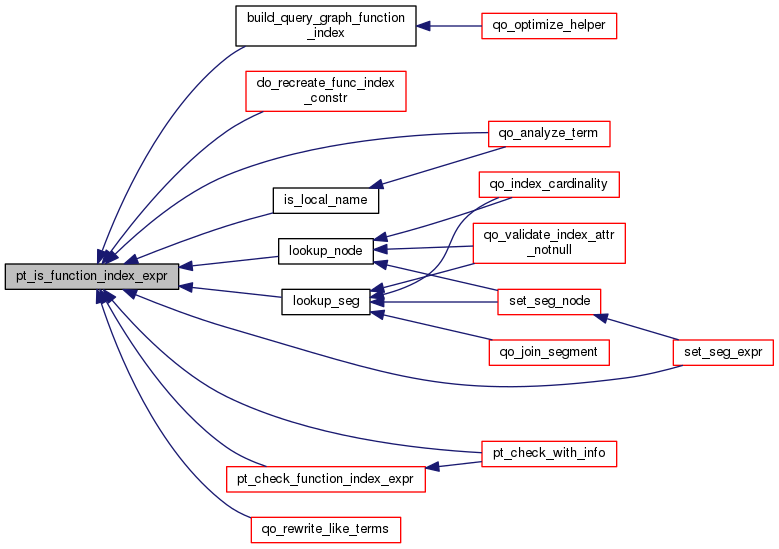 build_query_graph_function
_index
qo_optimize_helper
do_recreate_func_index
_constr
qo_analyze_term
qo_index_cardinality
is_local_name
qo_validate_index_attr
_notnull
lookup_node
pt_is_function_index_expr
lookup_seg
set_seg_node
qo_join_segment
set_seg_expr
pt_check_with_info
pt_check_function_index_expr
qo_rewrite_like_terms